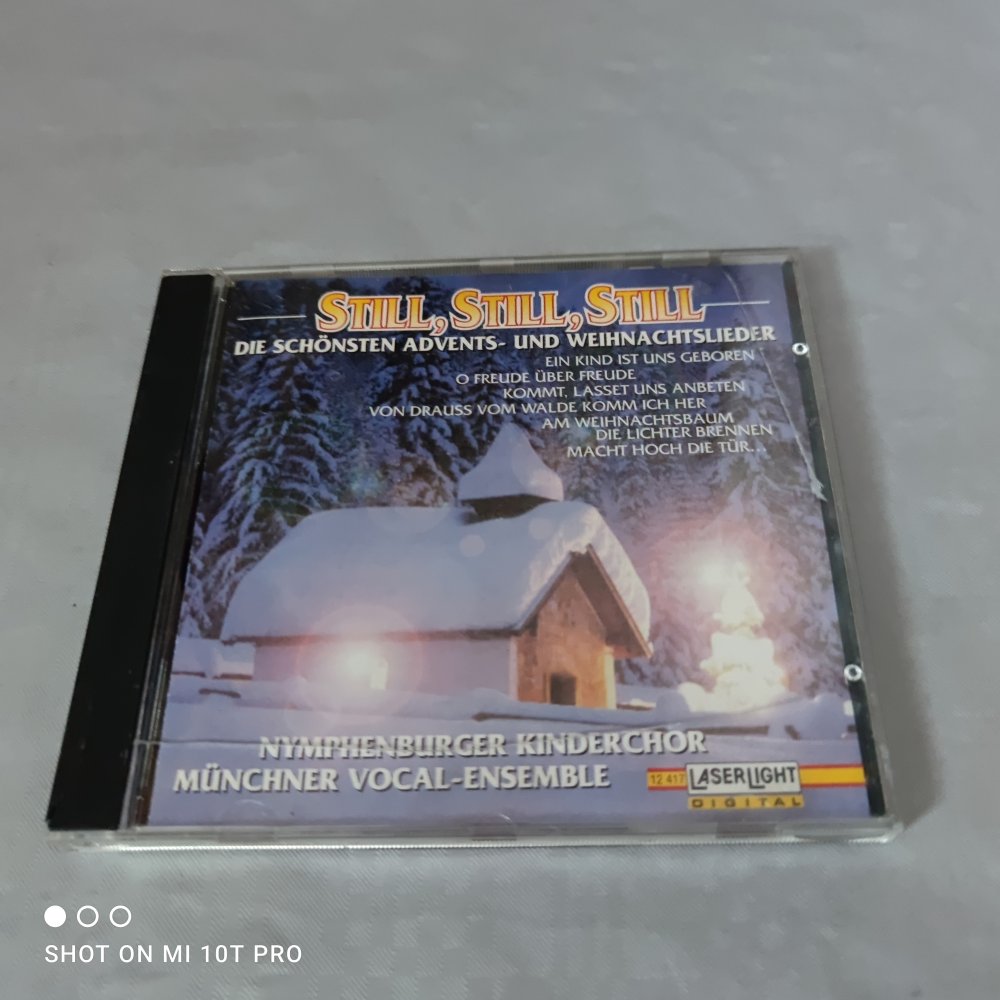 STILL, STILL, STILL
DIE SCHÖNSTEN ADVENTS- UND WEIHNACHTSLIEDER
EIN KIND IST UNS GEBOREN
O FREUDE ÜBER FREUDE
KOMMT, LASSET UNS ANBETEN
VON DRAUSS VOM WALDE KOMM ICH HER
AM WEIHNACHTSBAUM
DIE LICHTER BRENNEN
MACHT HOCH DIE TÜR...
NYMPHENBURGER KINDERCHOR
MÜNCHNER VOCAL-ENSEMBLE
12 417 LASERLIGHT
DIGITAL
SHOT ON MI 10T PRO